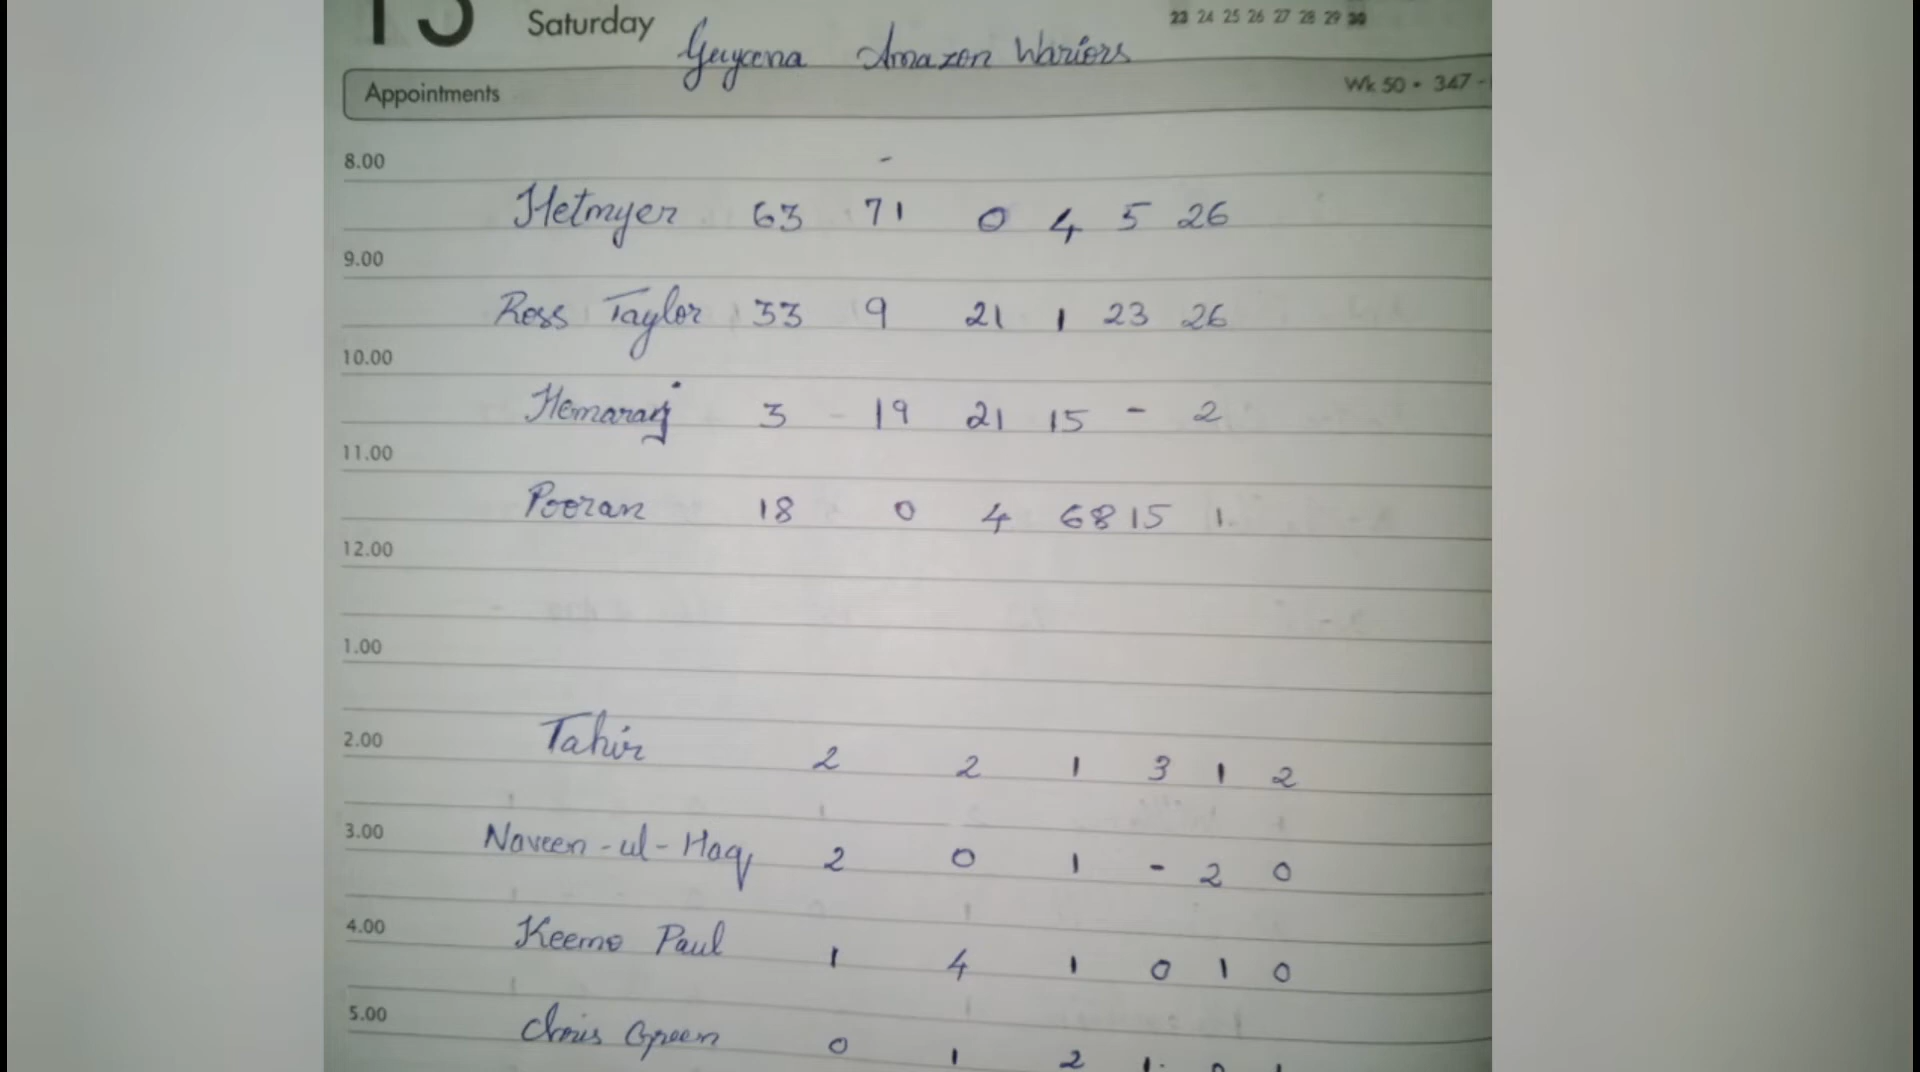 13 Saturday Guyana Amazon Wariors 23 24 25 26 27 28 29 30
Appointments Wk 50 • 347 -
8.00
Hetmyer 63 71 0 4 5 26
9.00
Ross Taylor 33 9 21 1 23 26
10.00
Hemaraj 3 - 19 21 15 - 2
11.00
Pooran 18 0 4 68 15 1
12.00
1.00
2.00 Tahir 2 2 1 3 1 2
3.00 Naveen-ul-Haq 2 0 1 - 2 0
4.00 Keemo Paul 1 4 1 0 1 0
5.00 Chris Green 0 1 2 1